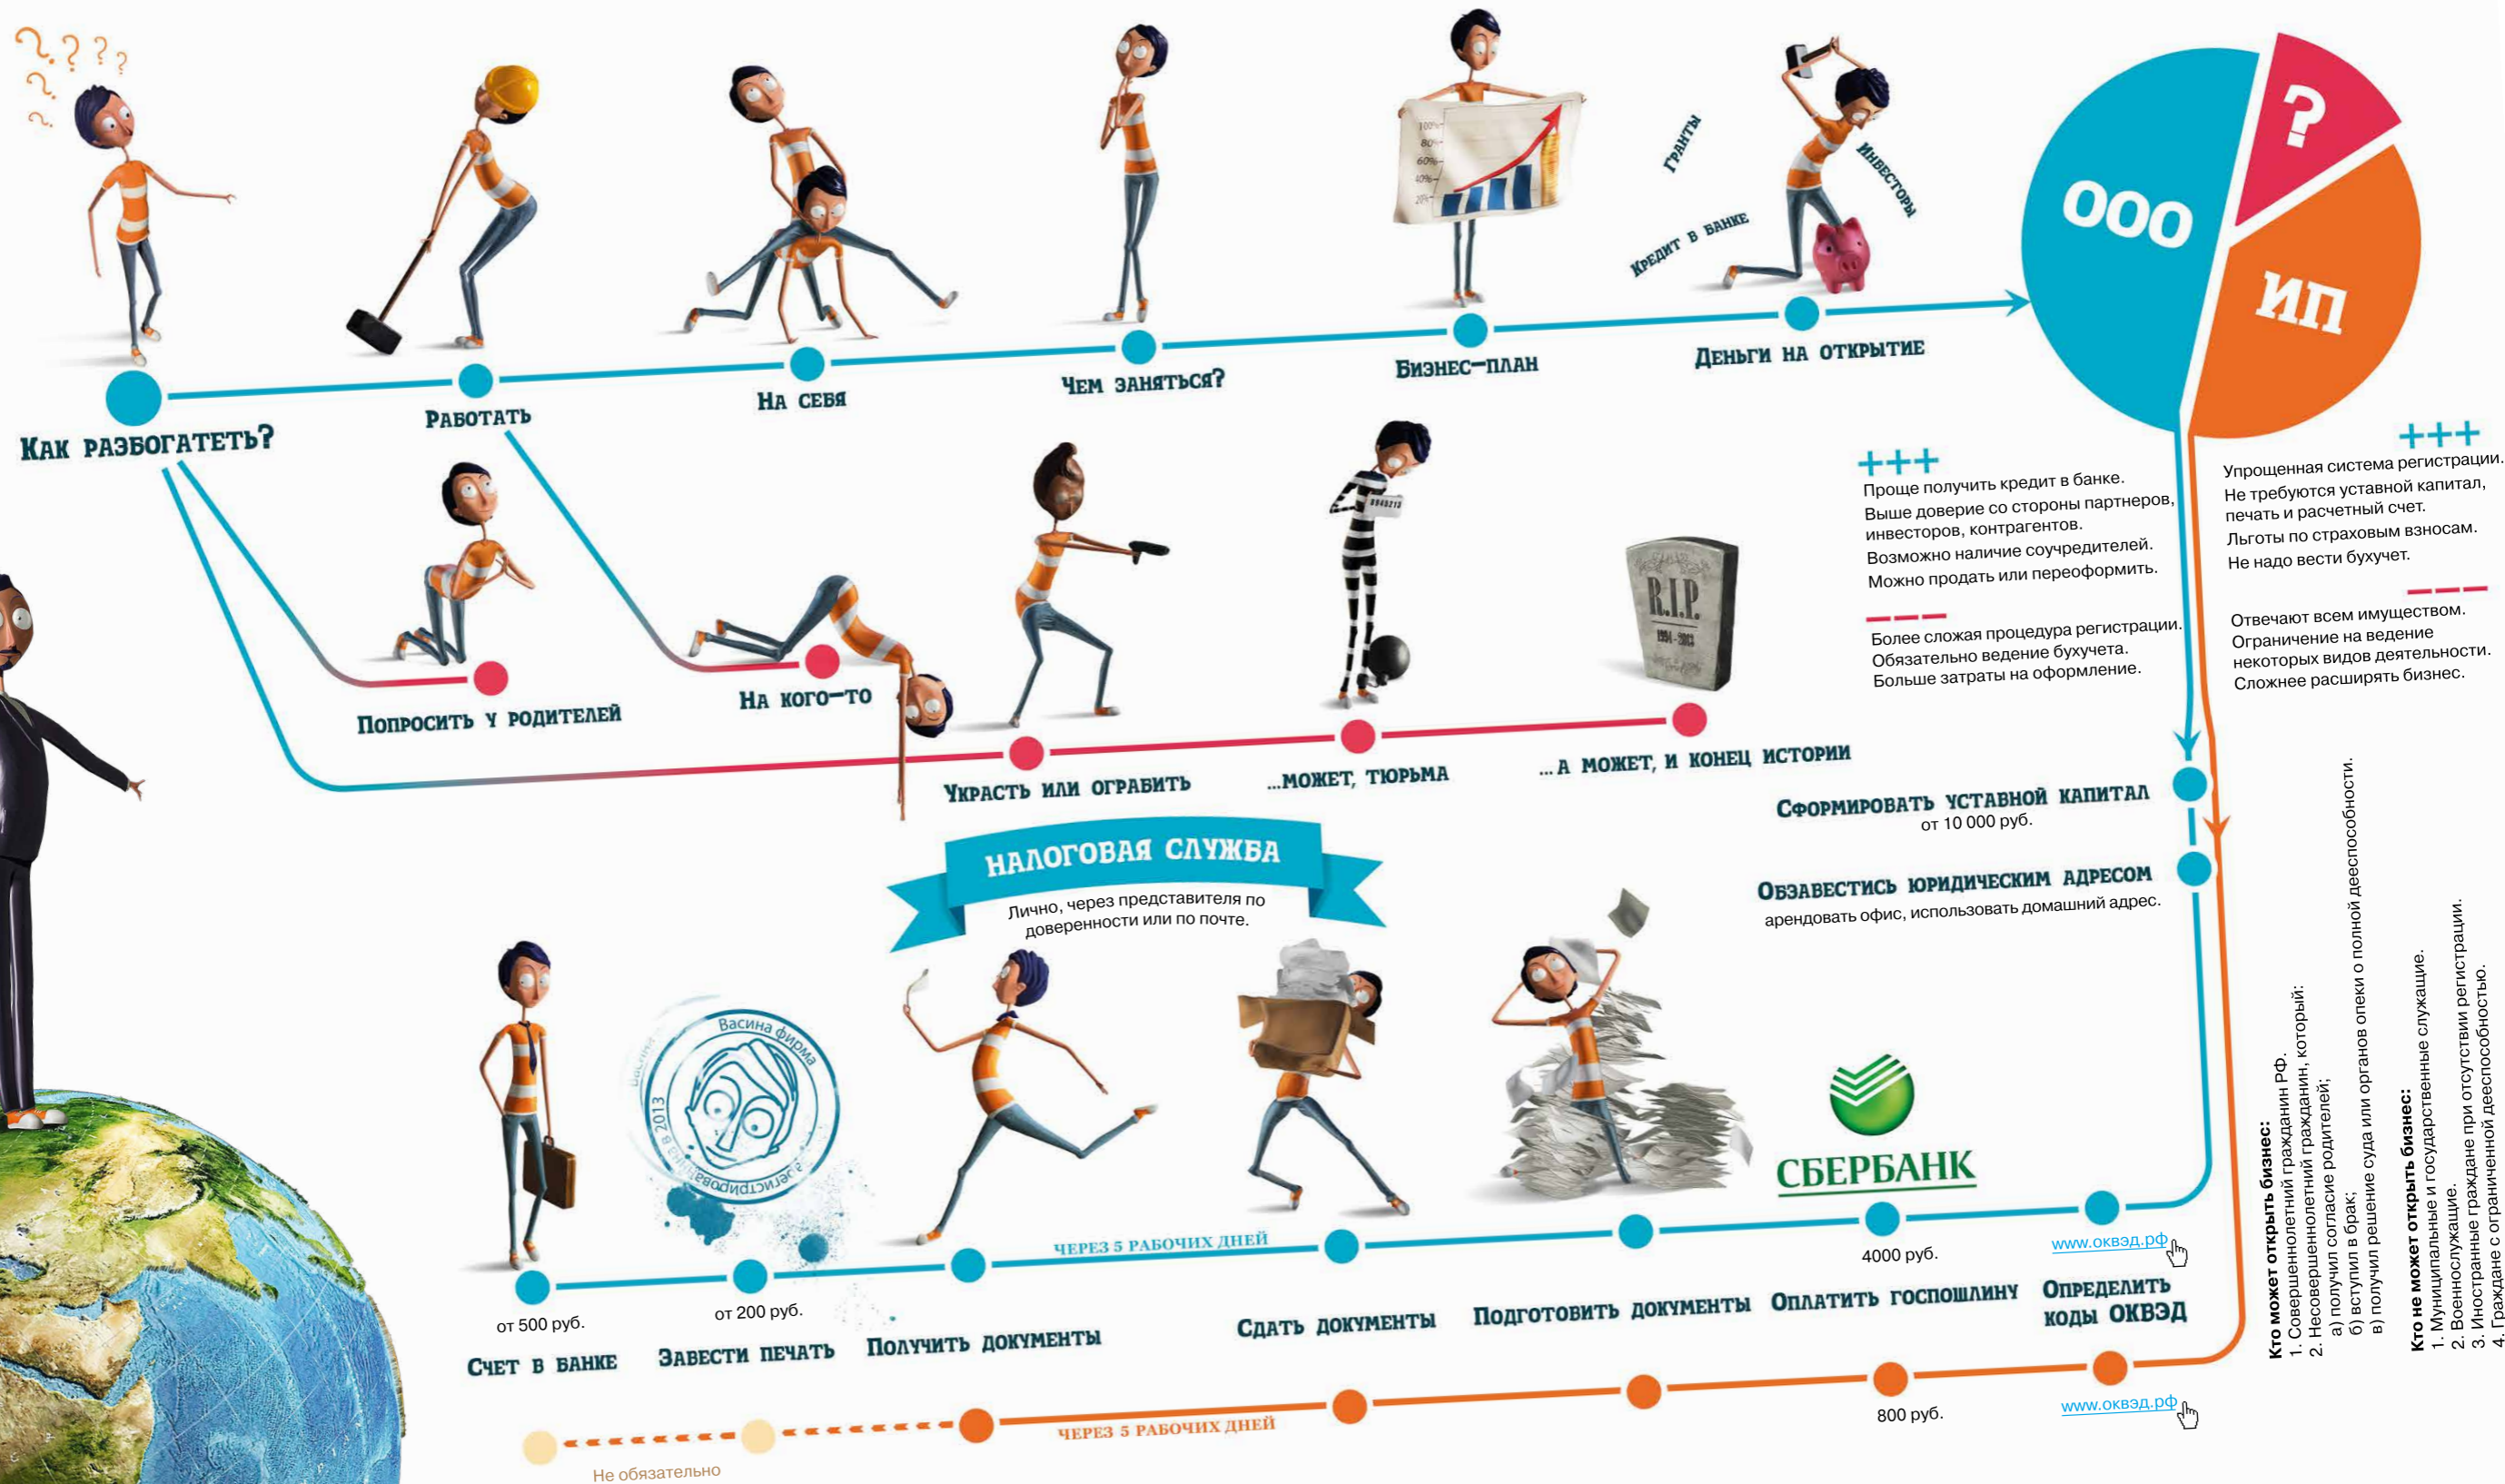 ? ? ? ?
?
?
Как разбогатеть?
Работать
На себя
Чем заняться?
100%
80%
60%
40%
20%
Бизнес-план
Гранты
Инвесторы
Кредит в банке
Деньги на открытие
ООО
?
ИП
Попросить у родителей
На кого-то
Украсть или ограбить
...может, тюрьма
R.I.P.
...а может, и конец истории
+++
Проще получить кредит в банке.
Выше доверие со стороны партнеров,
инвесторов, контрагентов.
Возможно наличие соучредителей.
Можно продать или переоформить.
———
Более сложая процедура регистрации.
Обязательно ведение бухучета.
Больше затраты на оформление.
+++
Упрощенная система регистрации.
Не требуются уставной капитал,
печать и расчетный счет.
Льготы по страховым взносам.
Не надо вести бухучет.
———
Отвечают всем имуществом.
Ограничение на ведение
некоторых видов деятельности.
Сложнее расширять бизнес.
Сформировать уставной капитал
от 10 000 руб.
Обзавестись юридическим адресом
арендовать офис, использовать домашний адрес.
НАЛОГОВАЯ СЛУЖБА
Лично, через представителя по
доверенности или по почте.
Васина фирма
в 2013
СБЕРБАНК
ЧЕРЕЗ 5 РАБОЧИХ ДНЕЙ
4000 руб.
www.оквэд.рф
от 500 руб.
от 200 руб.
Счет в банке
Завести печать
Получить документы
Сдать документы
Подготовить документы
Оплатить госпошлину
Определить
коды ОКВЭД
ЧЕРЕЗ 5 РАБОЧИХ ДНЕЙ
800 руб.
www.оквэд.рф
Не обязательно
Кто может открыть бизнес:
1. Совершеннолетний гражданин РФ.
2. Несовершеннолетний гражданин, который:
а) получил согласие родителей;
б) вступил в брак;
в) получил решение суда или органов опеки о полной дееспособности.
Кто не может открыть бизнес:
1. Муниципальные и государственные служащие.
2. Военнослужащие.
3. Иностранные граждане при отсутствии регистрации.
4. Граждане с ограниченной дееспособностью.